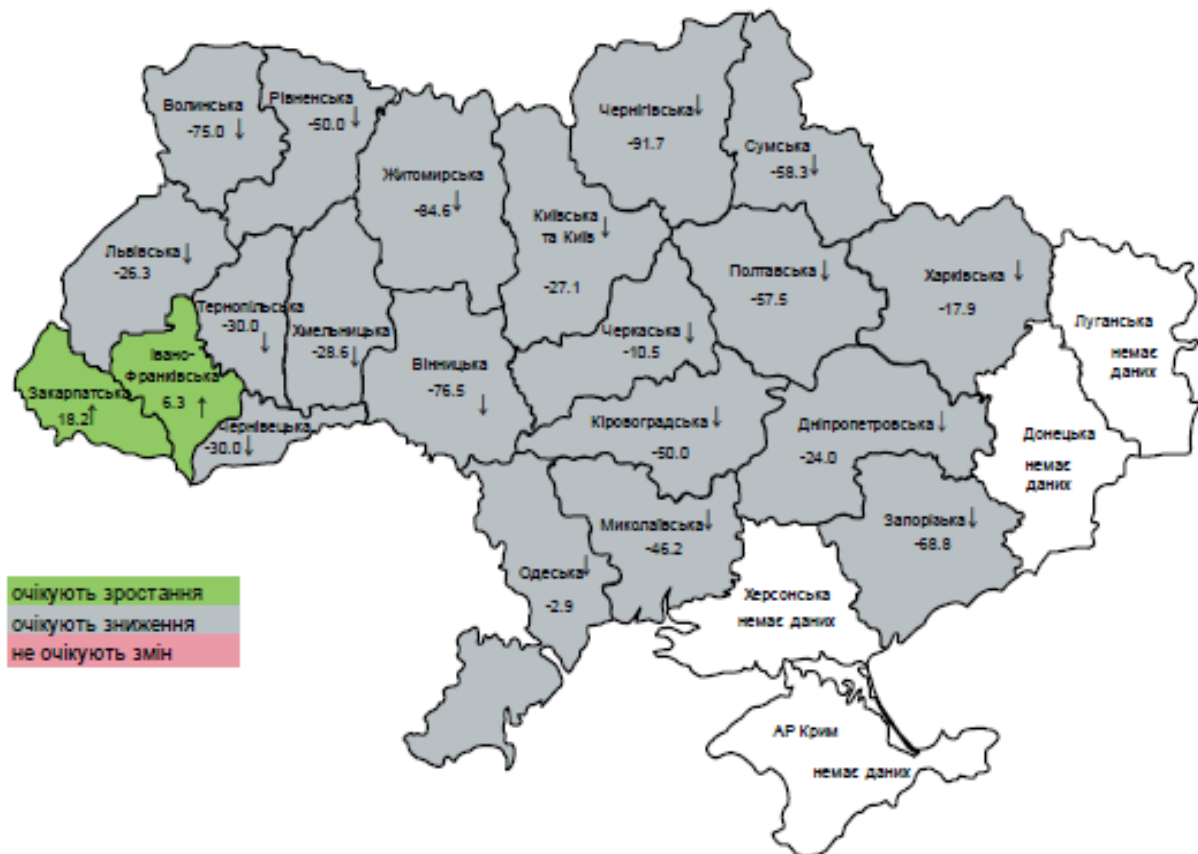 Волинська
-75.0 ↓
Рівненська
-50.0 ↓
Житомирська
-84.6 ↓
Київська ↓
та Київ
-27.1
Чернігівська ↓
-91.7
Сумська
-58.3 ↓
Львівська ↓
-26.3
Тернопільська
-30.0 ↓
Хмельницька
-28.6 ↓
Вінницька
-76.5 ↓
Черкаська ↓
-10.5
Полтавська ↓
-57.5
Харківська ↓
-17.9
Луганська
немає
даних
Закарпатська
18.2 ↑
Івано-
Франківська
6.3 ↑
Чернівецька
-30.0 ↓
Кіровоградська ↓
-50.0
Дніпропетровська ↓
-24.0
Донецька
немає
даних
Одеська ↓
-2.9
Миколаївська ↓
-46.2
Запорізька ↓
-68.8
Херсонська
немає даних
АР Крим
немає даних
очікують зростання
очікують зниження
не очікують змін